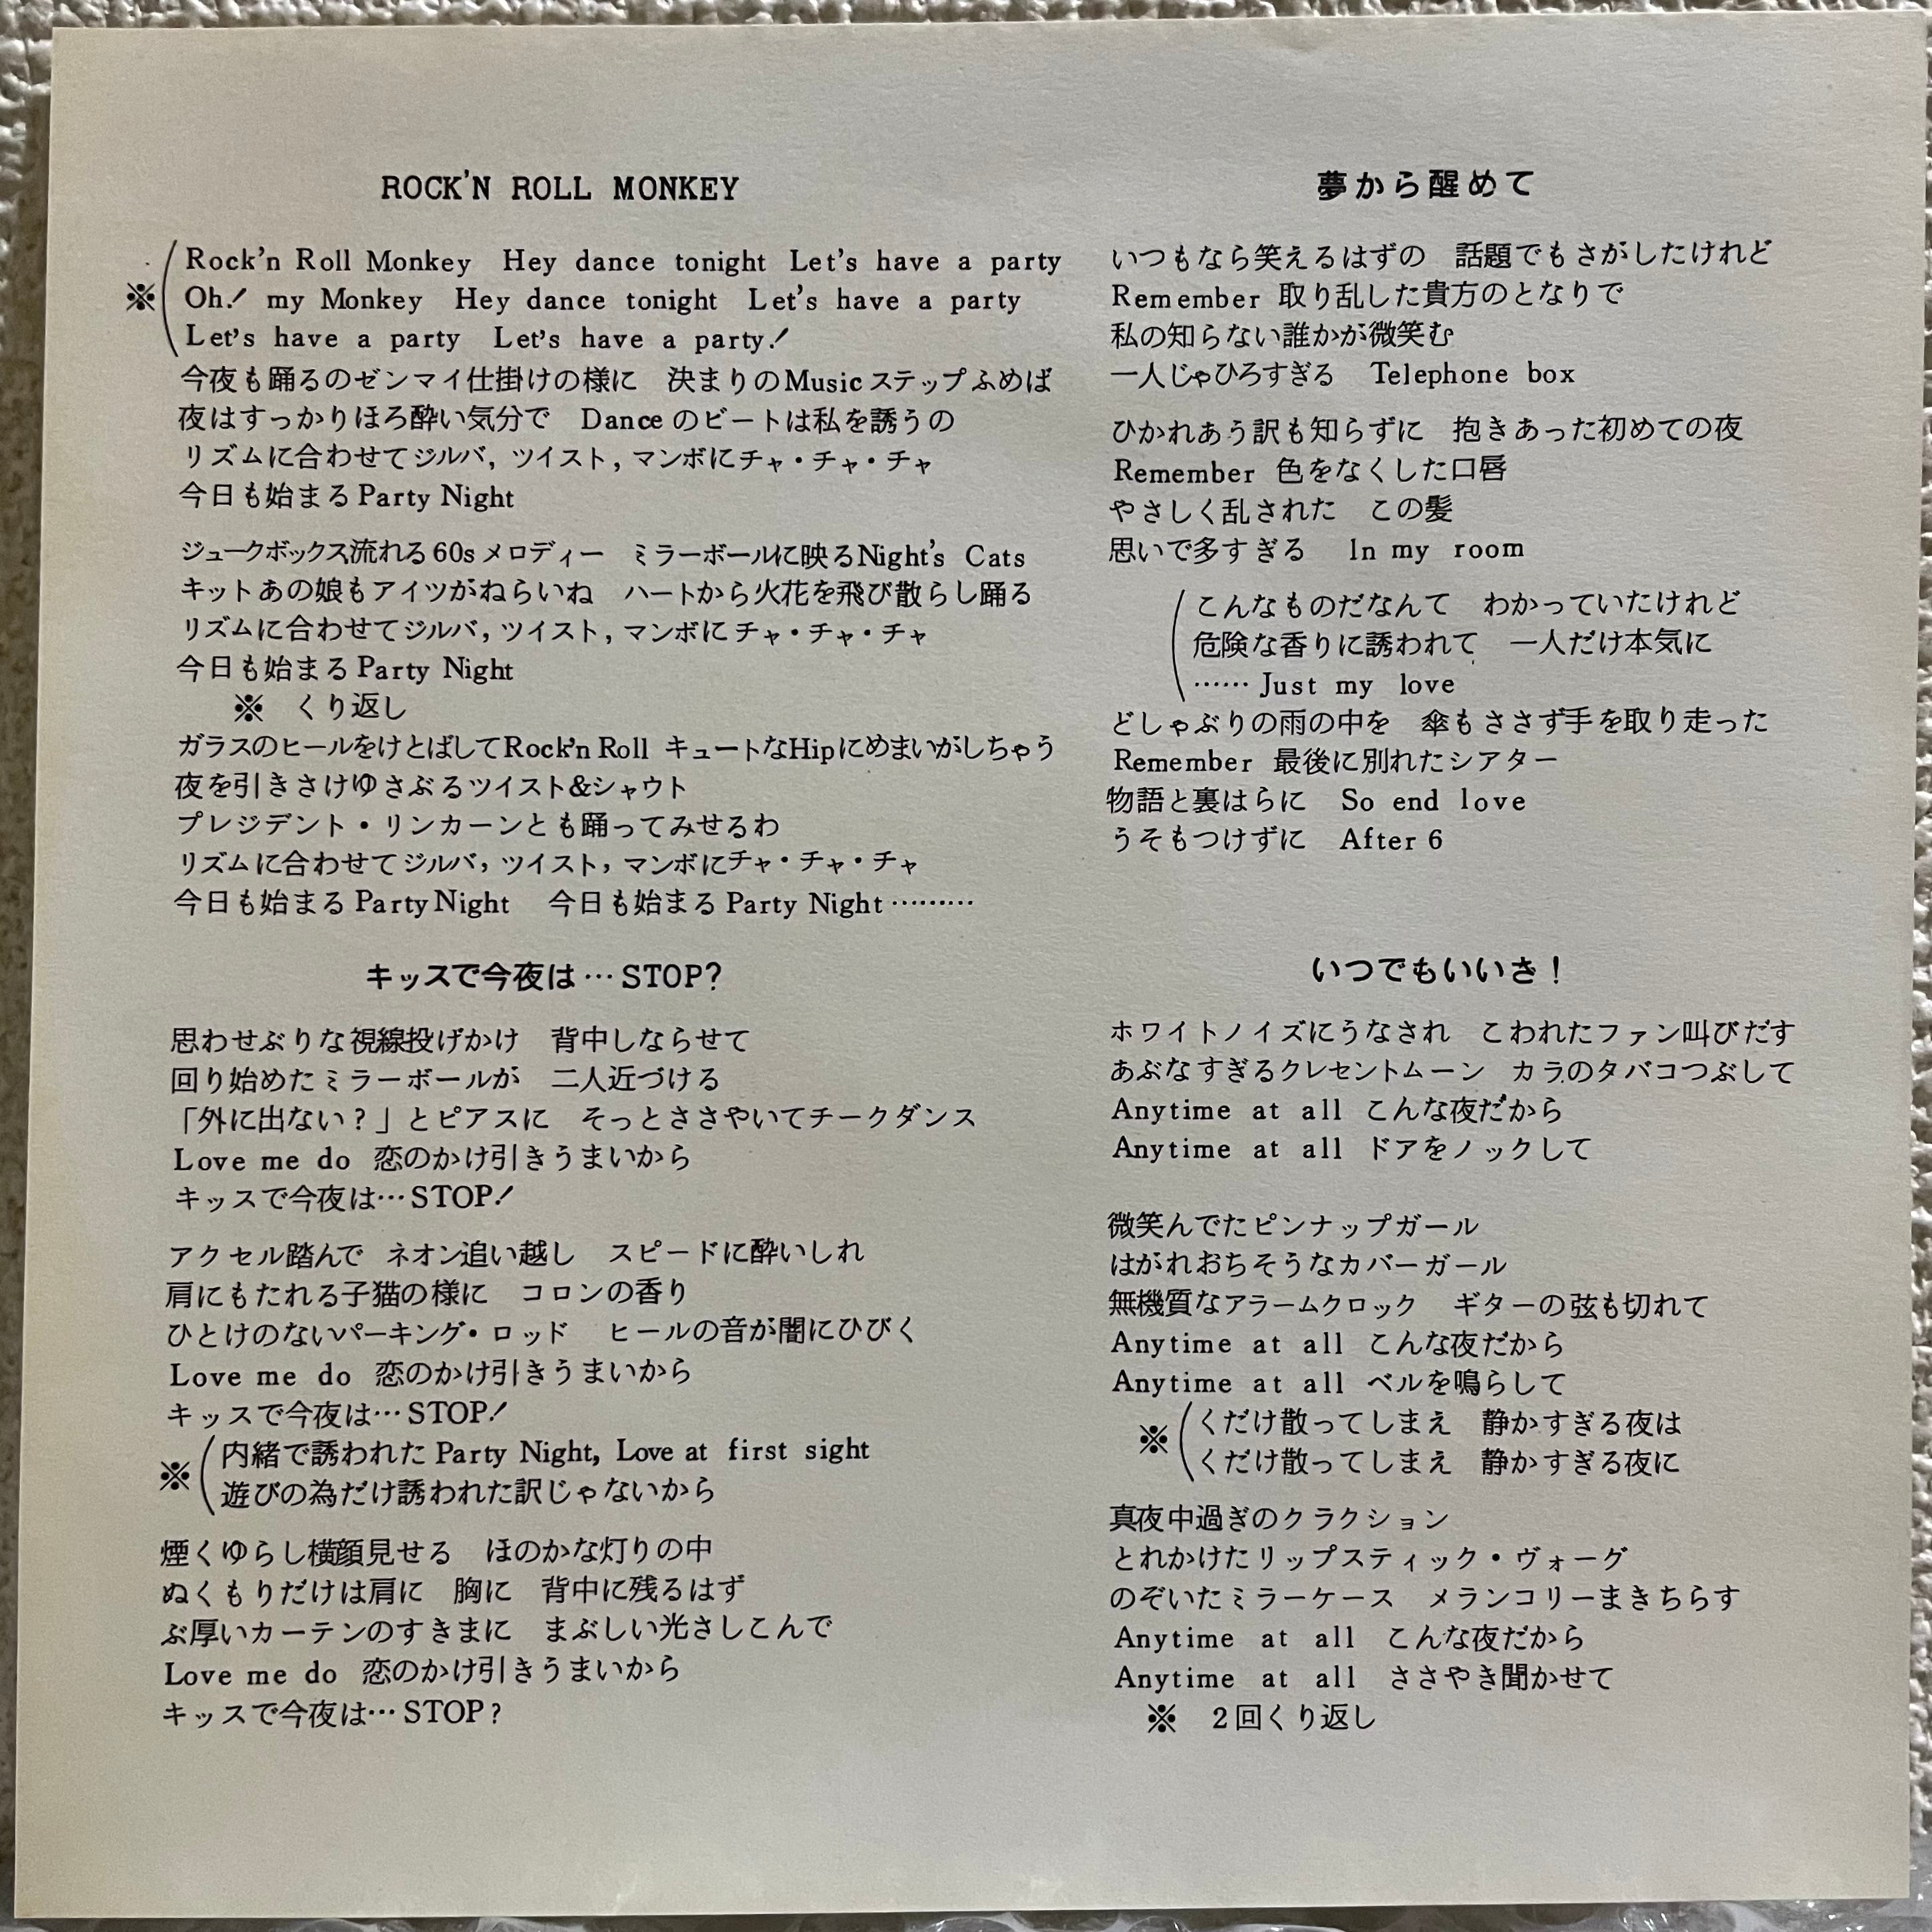 ROCK'N ROLL MONKEY
Rock'n Roll Monkey Hey dance tonight Let's have a party
※ Oh! my Monkey Hey dance tonight Let's have a party
Let's have a party Let's have a party!
今夜も踊るのゼンマイ仕掛けの様に 決まりのMusicステップふめば
夜はすっかりほろ酔い気分で Danceのビートは私を誘うの
リズムに合わせてジルバ, ツイスト, マンボにチャ・チャ・チャ
今日も始まるParty Night
ジュークボックス流れる60sメロディー ミラーボールに映るNight's Cats
キットあの娘もアイツがねらいね ハートから火花を飛び散らし踊る
リズムに合わせてジルバ, ツイスト, マンボにチャ・チャ・チャ
今日も始まるParty Night
※ くり返し
ガラスのヒールをけとばしてRock'n Roll キュートなHipにめまいがしちゃう
夜を引きさけゆさぶるツイスト&シャウト
プレジデント・リンカーンとも踊ってみせるわ
リズムに合わせてジルバ, ツイスト, マンボにチャ・チャ・チャ
今日も始まるParty Night 今日も始まるParty Night………
キッスで今夜は…STOP?
思わせぶりな視線投げかけ 背中しならせて
回り始めたミラーボールが 二人近づける
「外に出ない?」とピアスに そっとささやいてチークダンス
Love me do 恋のかけ引きうまいから
キッスで今夜は…STOP!
アクセル踏んで ネオン追い越し スピードに酔いしれ
肩にもたれる子猫の様に コロンの香り
ひとけのないパーキング・ロッド ヒールの音が闇にひびく
Love me do 恋のかけ引きうまいから
キッスで今夜は…STOP!
※ 内緒で誘われたParty Night, Love at first sight
遊びの為だけ誘われた訳じゃないから
煙くゆらし横顔見せる ほのかな灯りの中
ぬくもりだけは肩に 胸に 背中に残るはず
ぶ厚いカーテンのすきまに まぶしい光さしこんで
Love me do 恋のかけ引きうまいから
キッスで今夜は…STOP?
夢から醒めて
いつもなら笑えるはずの 話題でもさがしたけれど
Remember 取り乱した貴方のとなりで
私の知らない誰かが微笑む
一人じゃひろすぎる Telephone box
ひかれあう訳も知らずに 抱きあった初めての夜
Remember 色をなくした口唇
やさしく乱された この髪
思いで多すぎる In my room
こんなものだなんて わかっていたけれど
危険な香りに誘われて 一人だけ本気に
……Just my love
どしゃぶりの雨の中を 傘もささず手を取り走った
Remember 最後に別れたシアター
物語と裏はらに So end love
うそもつけずに After 6
いつでもいいさ!
ホワイトノイズにうなされ こわれたファン叫びだす
あぶなすぎるクレセントムーン カラのタバコつぶして
Anytime at all こんな夜だから
Anytime at all ドアをノックして
微笑んでたピンナップガール
はがれおちそうなカバーガール
無機質なアラームクロック ギターの弦も切れて
Anytime at all こんな夜だから
Anytime at all ベルを鳴らして
※ くだけ散ってしまえ 静かすぎる夜は
くだけ散ってしまえ 静かすぎる夜に
真夜中過ぎのクラクション
とれかけたリップスティック・ヴォーグ
のぞいたミラーケース メランコリーまきちらす
Anytime at all こんな夜だから
Anytime at all ささやき聞かせて
※ 2回くり返し